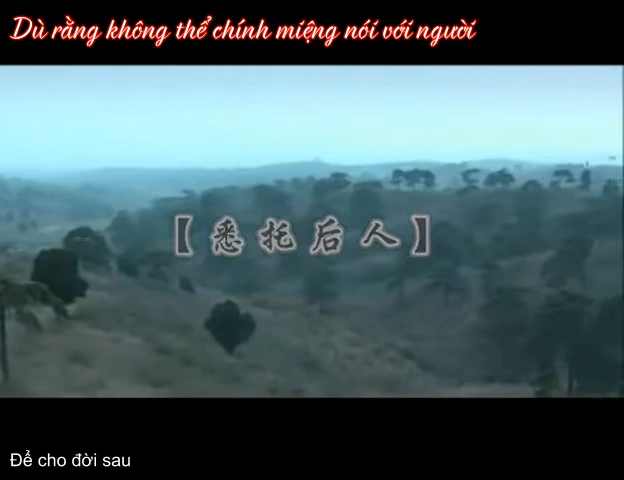 Dù rằng không thể chính miệng nói với người
【悉托后人】
Để cho đời sau